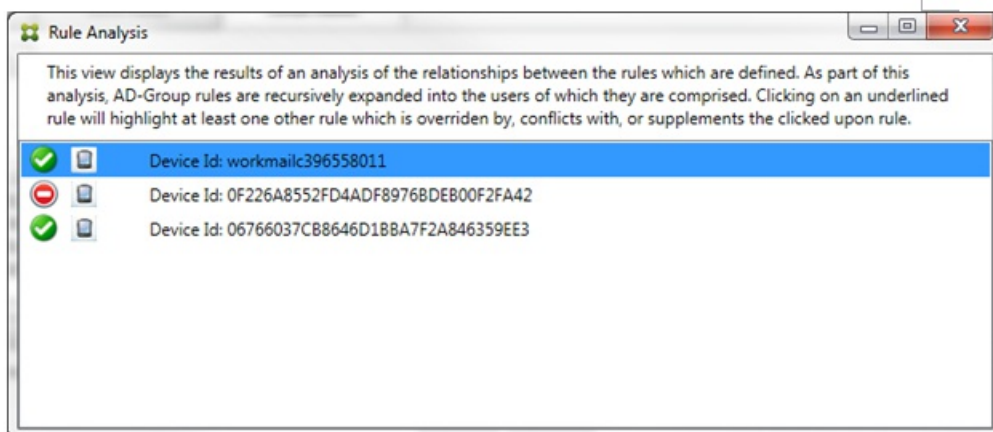 Rule Analysis
This view displays the results of an analysis of the relationships between the rules which are defined. As part of this
analysis, AD-Group rules are recursively expanded into the users of which they are comprised. Clicking on an underlined
rule will highlight at least one other rule which is overriden by, conflicts with, or supplements the clicked upon rule.
Device Id: workmailc396558011
Device Id: 0F226A8552FD4ADF8976BDEB00F2FA42
Device Id: 06766037CB8646D1BBA7F2A846359EE3